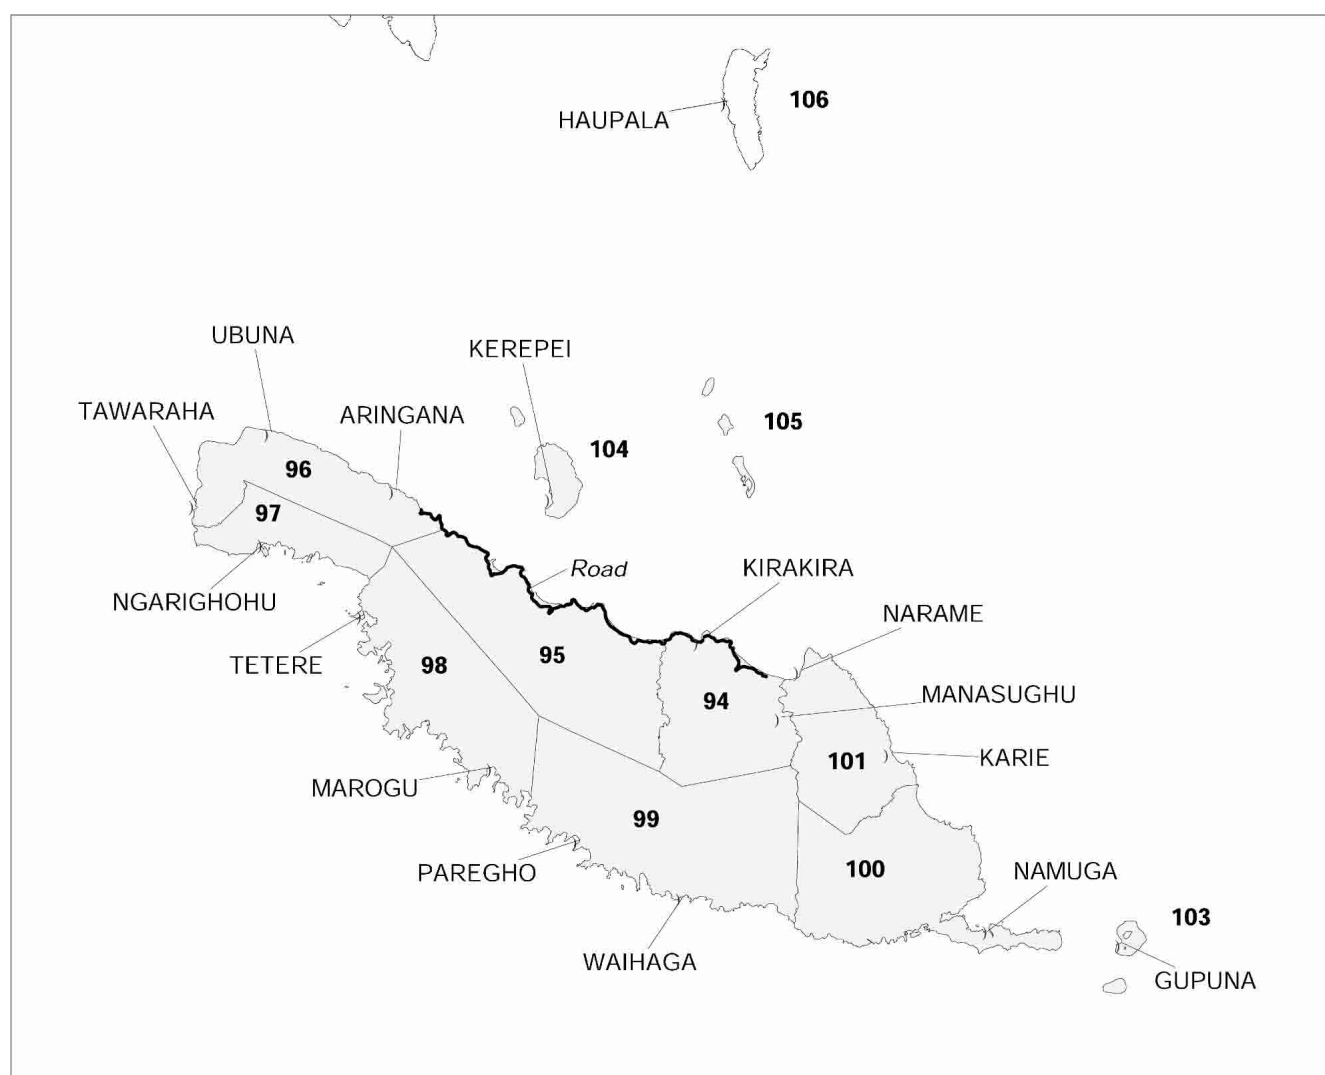 106
HAUPALA
UBUNA
KEREPEI
TAWARAHA
ARINGANA
105
104
96
97
Road
KIRAKIRA
NGARIGHOHU
NARAME
TETERE
95
98
MANASUGHU
94
KARIE
101
MAROGU
99
PAREGHO
100
NAMUGA
103
WAIHAGA
GUPUNA